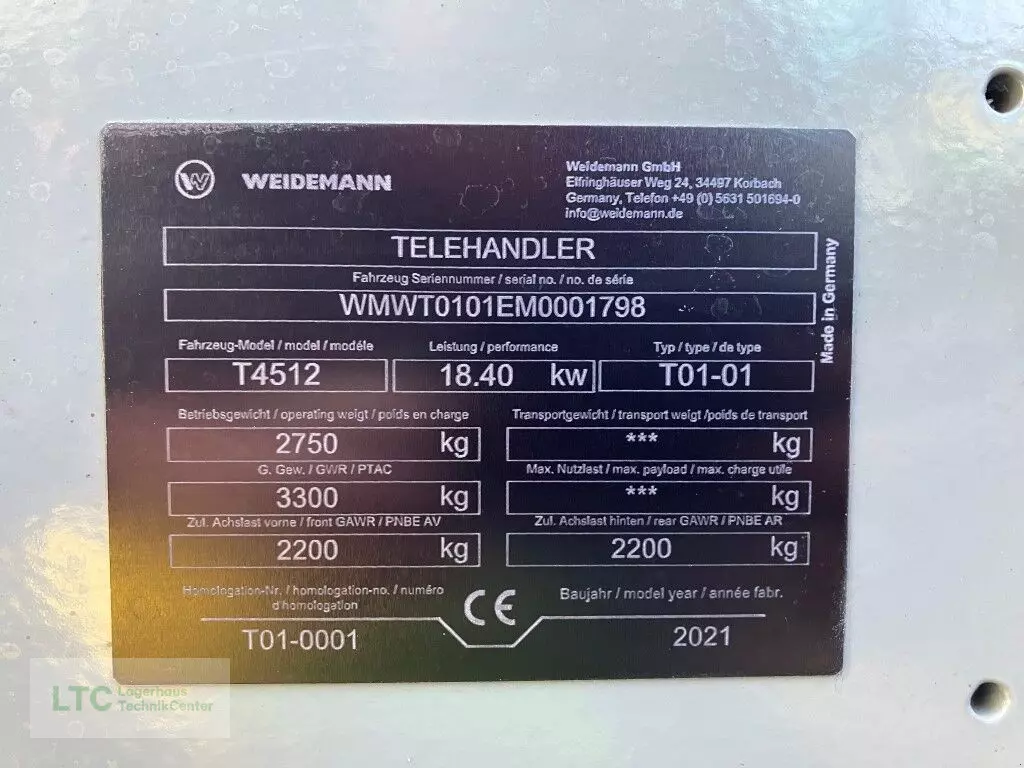 WEIDEMANN
Weidemann GmbH
Elfringhäuser Weg 24, 34497 Korbach
Germany, Telefon +49 (0) 5631 501694-0
info@weidemann.de
TELEHANDLER
Fahrzeug Seriennummer / serial no. / no. de série
WMWT0101EM0001798
Made in Germany
Fahrzeug-Model / model / modéle Leistung / performance Typ / type / de type
T4512 18.40 kw T01-01
Betriebsgewicht / operating weigt / poids en charge Transportgewicht / transport weigt /poids de transport
2750 kg *** kg
G. Gew. / GWR / PTAC Max. Nutzlast / max. payload / max. charge utile
3300 kg *** kg
Zul. Achslast vorne / front GAWR / PNBE AV Zul. Achslast hinten / rear GAWR / PNBE AR
2200 kg 2200 kg
Homologation-Nr. / homologation-no. / numéro
d'homologation
CE
Baujahr / model year / année fabr.
T01-0001 2021
LTC Lagerhaus
TechnikCenter